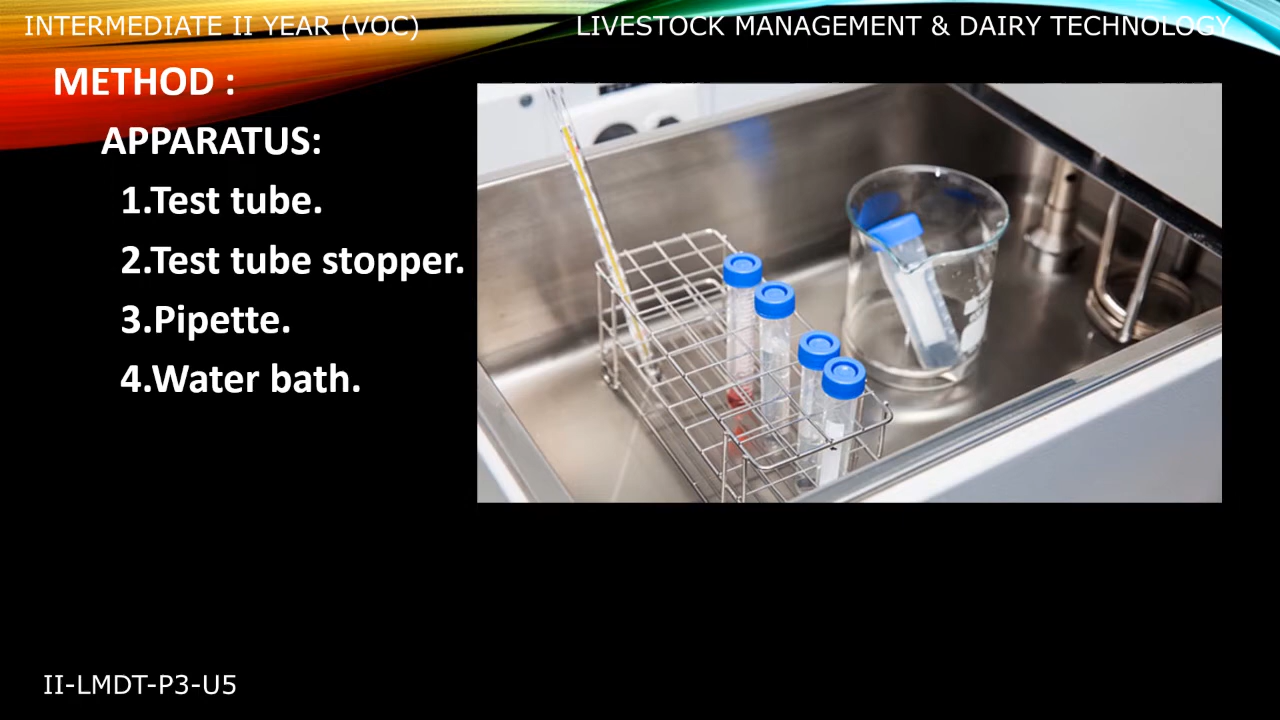 INTERMEDIATE II YEAR (VOC) LIVESTOCK MANAGEMENT & DAIRY TECHNOLOGY
METHOD :
APPARATUS:
1.Test tube.
2.Test tube stopper.
3.Pipette.
4.Water bath.
II-LMDT-P3-U5